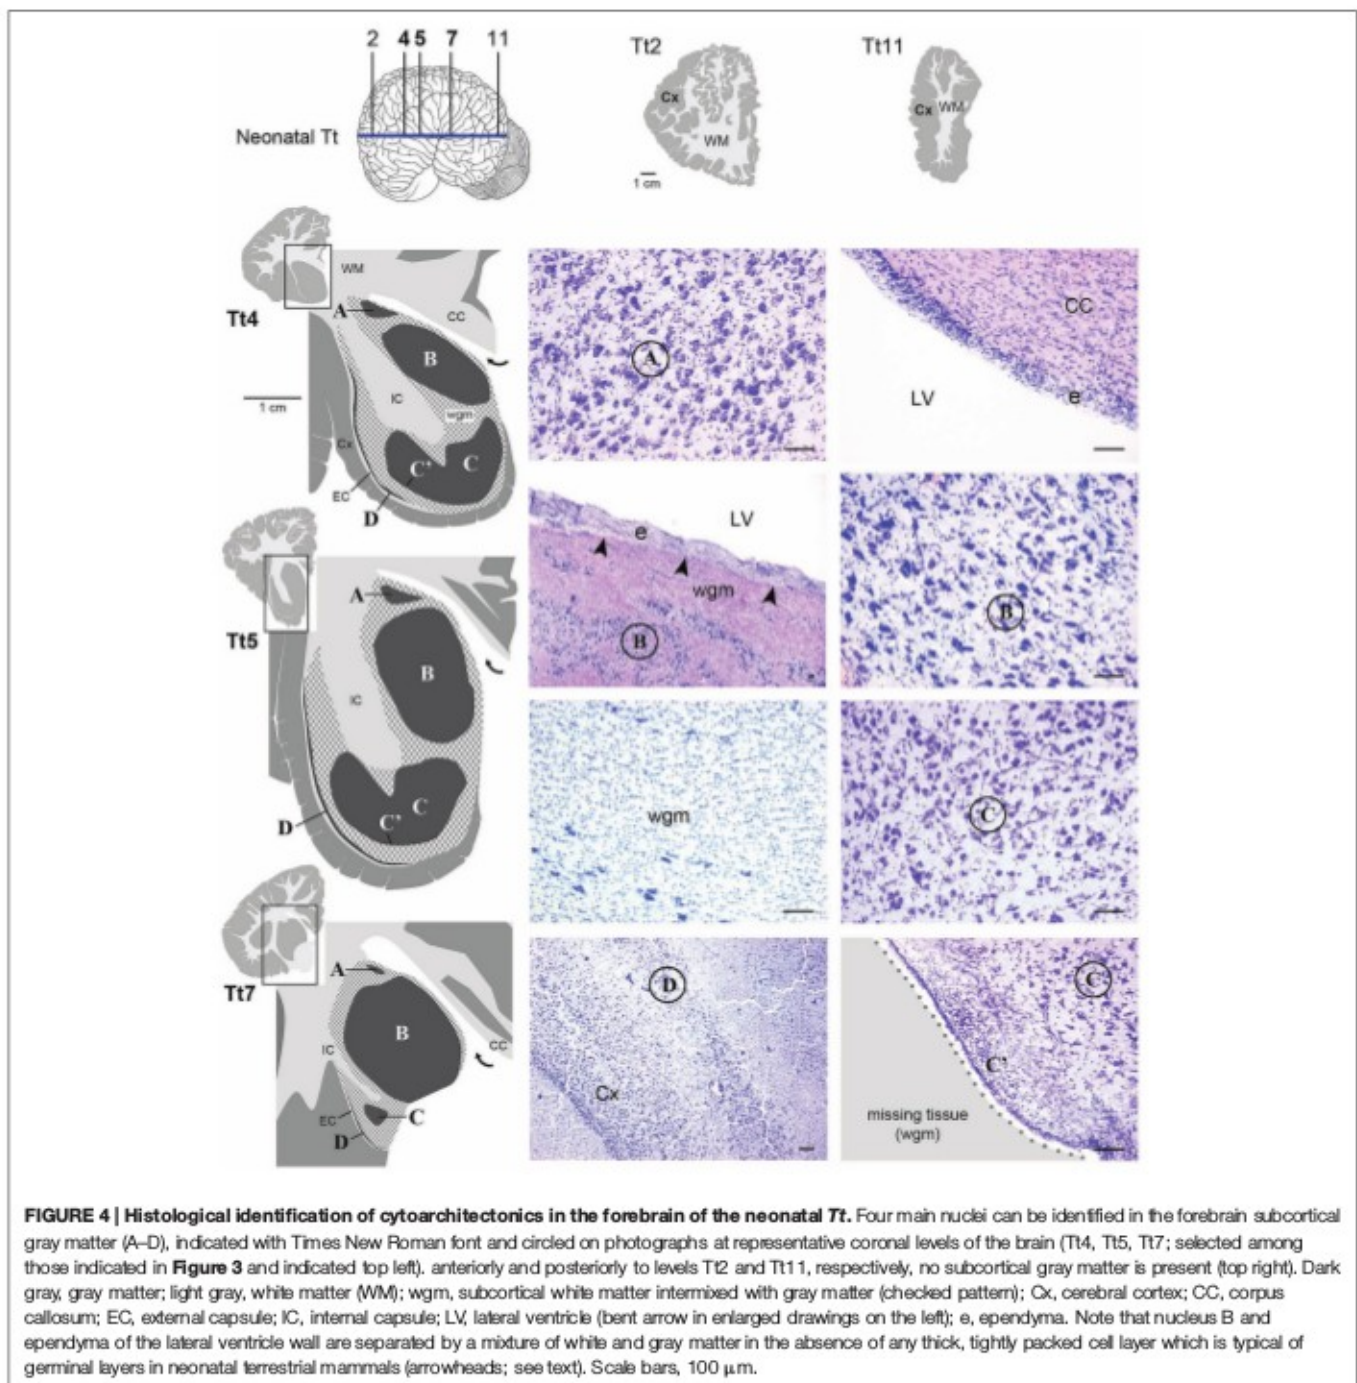 2 4 5 7 11
Tt2
Tt11
Cx
WM
Cx WM
Neonatal Tt
1 cm
Tt4
WM
A
CC
B
IC
wgm
1 cm
Cx
C' C
EC
D
A
CC
LV
e
Tt5
A
B
IC
C
C'
D
LV
e
wgm
B
B
wgm
C
Tt7
A
B
IC
CC
EC
C
D
D
Cx
C
C'
missing tissue
(wgm)
FIGURE 4 | Histological identification of cytoarchitectonics in the forebrain of the neonatal Tt. Four main nuclei can be identified in the forebrain subcortical
gray matter (A–D), indicated with Times New Roman font and circled on photographs at representative coronal levels of the brain (Tt4, Tt5, Tt7; selected among
those indicated in Figure 3 and indicated top left). anteriorly and posteriorly to levels Tt2 and Tt11, respectively, no subcortical gray matter is present (top right). Dark
gray, gray matter; light gray, white matter (WM); wgm, subcortical white matter intermixed with gray matter (checked pattern); Cx, cerebral cortex; CC, corpus
callosum; EC, external capsule; IC, internal capsule; LV, lateral ventricle (bent arrow in enlarged drawings on the left); e, ependyma. Note that nucleus B and
ependyma of the lateral ventricle wall are separated by a mixture of white and gray matter in the absence of any thick, tightly packed cell layer which is typical of
germinal layers in neonatal terrestrial mammals (arrowheads; see text). Scale bars, 100 μm.